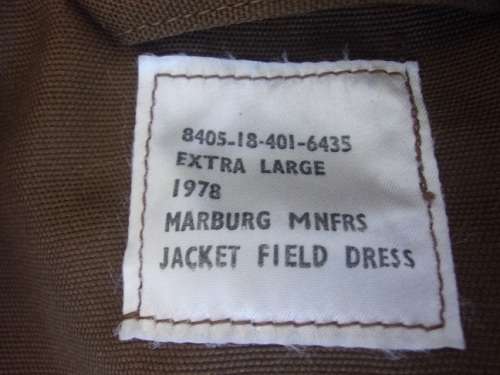 8405-18-401-6435
EXTRA LARGE
1978
MARBURG MNFRS
JACKET FIELD DRESS